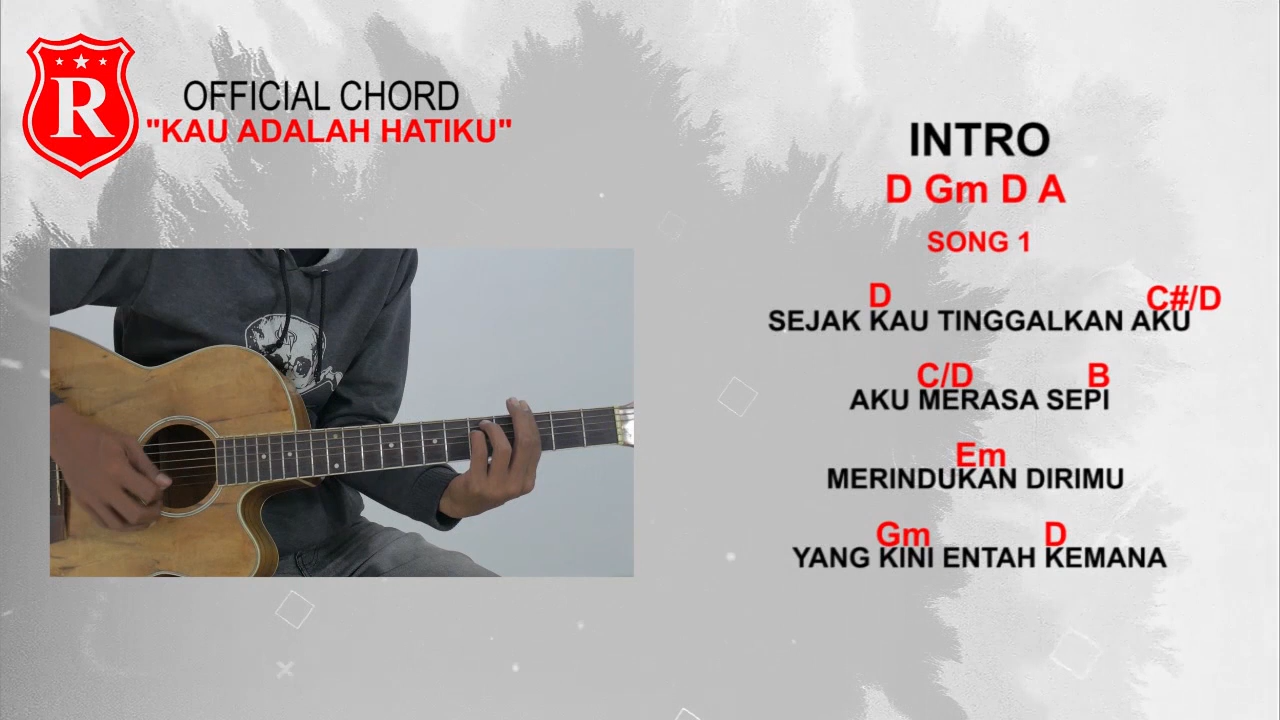 R
OFFICIAL CHORD
"KAU ADALAH HATIKU"
INTRO
D Gm D A
SONG 1
D C#/D
SEJAK KAU TINGGALKAN AKU
C/D B
AKU MERASA SEPI
Em
MERINDUKAN DIRIMU
Gm D
YANG KINI ENTAH KEMANA